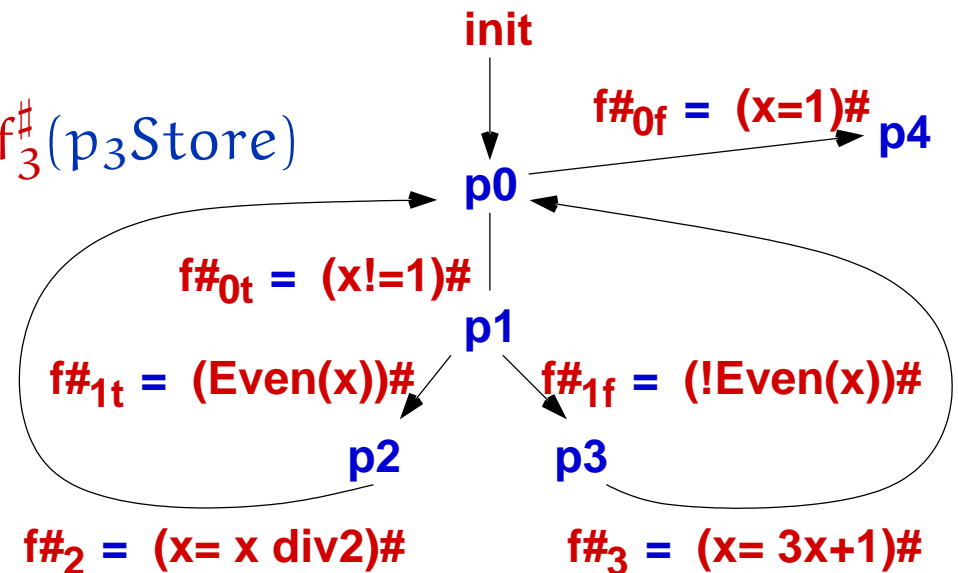 init
f#0f = (x=1)#
p4
f♯3(p3Store)
p0
f#0t = (x!=1)#
p1
f#1t = (Even(x))#
f#1f = (!Even(x))#
p2
p3
f#2 = (x= x div2)#
f#3 = (x= 3x+1)#